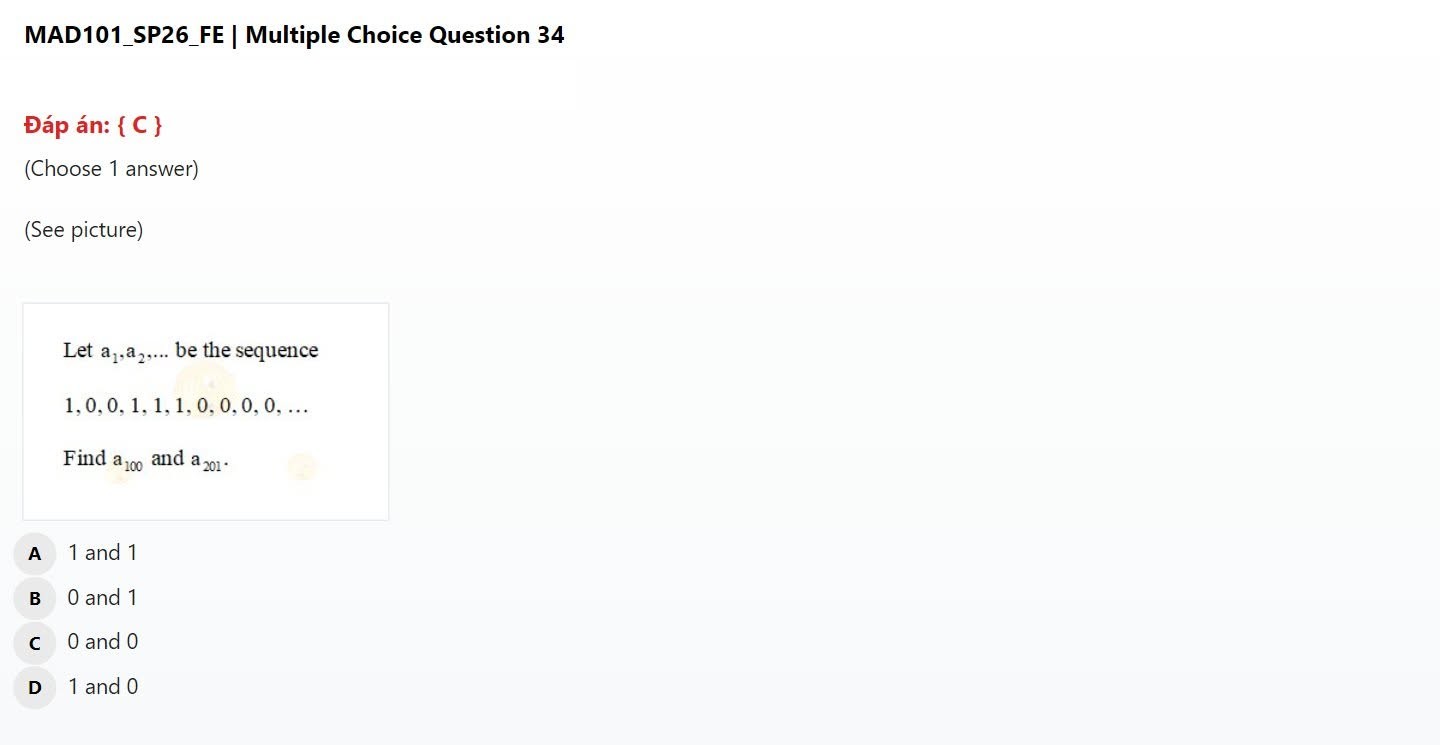 MAD101_SP26_FE | Multiple Choice Question 34
Đáp án: { C }
(Choose 1 answer)
(See picture)
Let a₁,a₂,... be the sequence
1, 0, 0, 1, 1, 1, 0, 0, 0, 0, ...
Find a₁₀₀ and a₂₀₁.
A 1 and 1
B 0 and 1
C 0 and 0
D 1 and 0